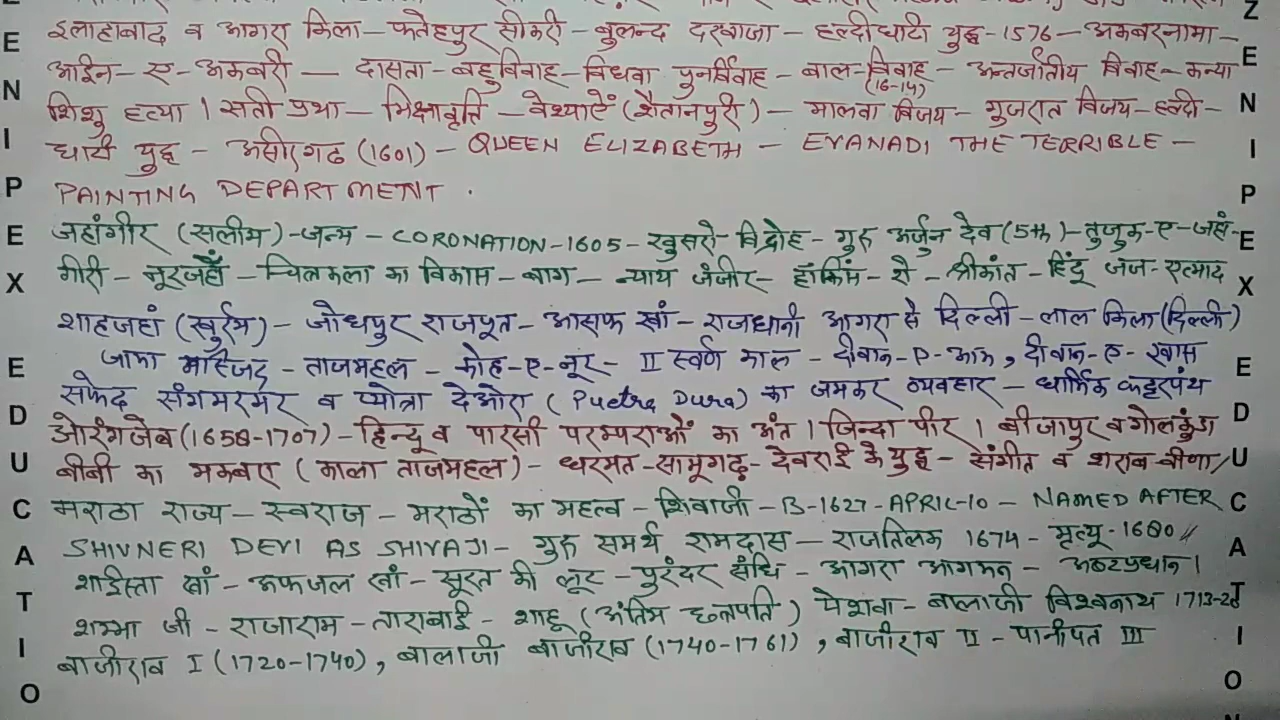 इलाहाबाद व आगरा किला – फतेहपुर सीकरी – बुलन्द दरवाजा – हल्दीघाटी युद्ध - 1576 – अकबरनामा –
आईन - ए - अकबरी – दासता – बहुविवाह – विधवा पुनर्विवाह – बाल-विवाह – अन्तर्जातीय विवाह – कन्या
(16-14)
शिशु हत्या । सती प्रथा – भिक्षावृत्ति – वेश्याऐं (शैतानपुरी) – मालवा विजय – गुजरात विजय – हल्दी –
घाटी युद्ध – असीरगढ (1601) – QUEEN ELIZABETH – EVANADI THE TERRIBLE –
PAINTING DEPARTMENT .
जहांगीर (सलीम) - जन्म – CORONATION - 1605 – खुसरो विद्रोह – गुरु अर्जुन देव (5th) – तुजुक-ए-जहं-
गीरी – नूरजहाँ – चित्रकला का विकास – बाग – न्याय जंजीर – हॉकिंस - रो – श्रीकांत – हिंदू जज -
शाहजहां (खुर्रम) – जोधपुर राजपूत – आसफ खां – राजधानी आगरा से दिल्ली – लाल किला (दिल्ली)
जामा मस्जिद – ताजमहल – कोह-ए-नूर – II स्वर्ण काल – दीवान-ए-आम , दीवान-ए-खास
सफेद संगमरमर व प्योत्रा देओरा (Puetra Dura) का जमकर व्यवहार – धार्मिक कट्टरपंथ
ओरंगजेब (1658-1707) – हिन्दू व पारसी परम्पराओं का अंत । जिन्दा पीर । बीजापुर व गोलकुंडा
बीबी का मकबरा (काला ताजमहल) – धरमत - सामूगढ़ - देवराई के युद्ध – संगीत व शराब - वीणा //
मराठा राज्य – स्वराज – मराठों का महत्व – शिवाजी – B - 1627 - APRIL-10 – NAMED AFTER
SHIVNERI DEVI AS SHIVAJI – गुरु समर्थ रामदास – राजतिलक 1674 – मृत्यू - 1680 //
शाईस्ता खां – अफजल खां – सूरत की लूट – पुरंदर संधि – आगरा आगमन – अष्टप्रधान ।
शम्भा जी – राजाराम – ताराबाई – शाहू (अंतिम छत्रपति) पेशवा – बालाजी विश्वनाथ 1713-20
बाजीराव I (1720-1740) , बालाजी बाजीराव (1740-1761) , बाजीराव II – पानीपत III
E N I P E X E D U C A T I O
Z E N I P E X E D U C A T I O